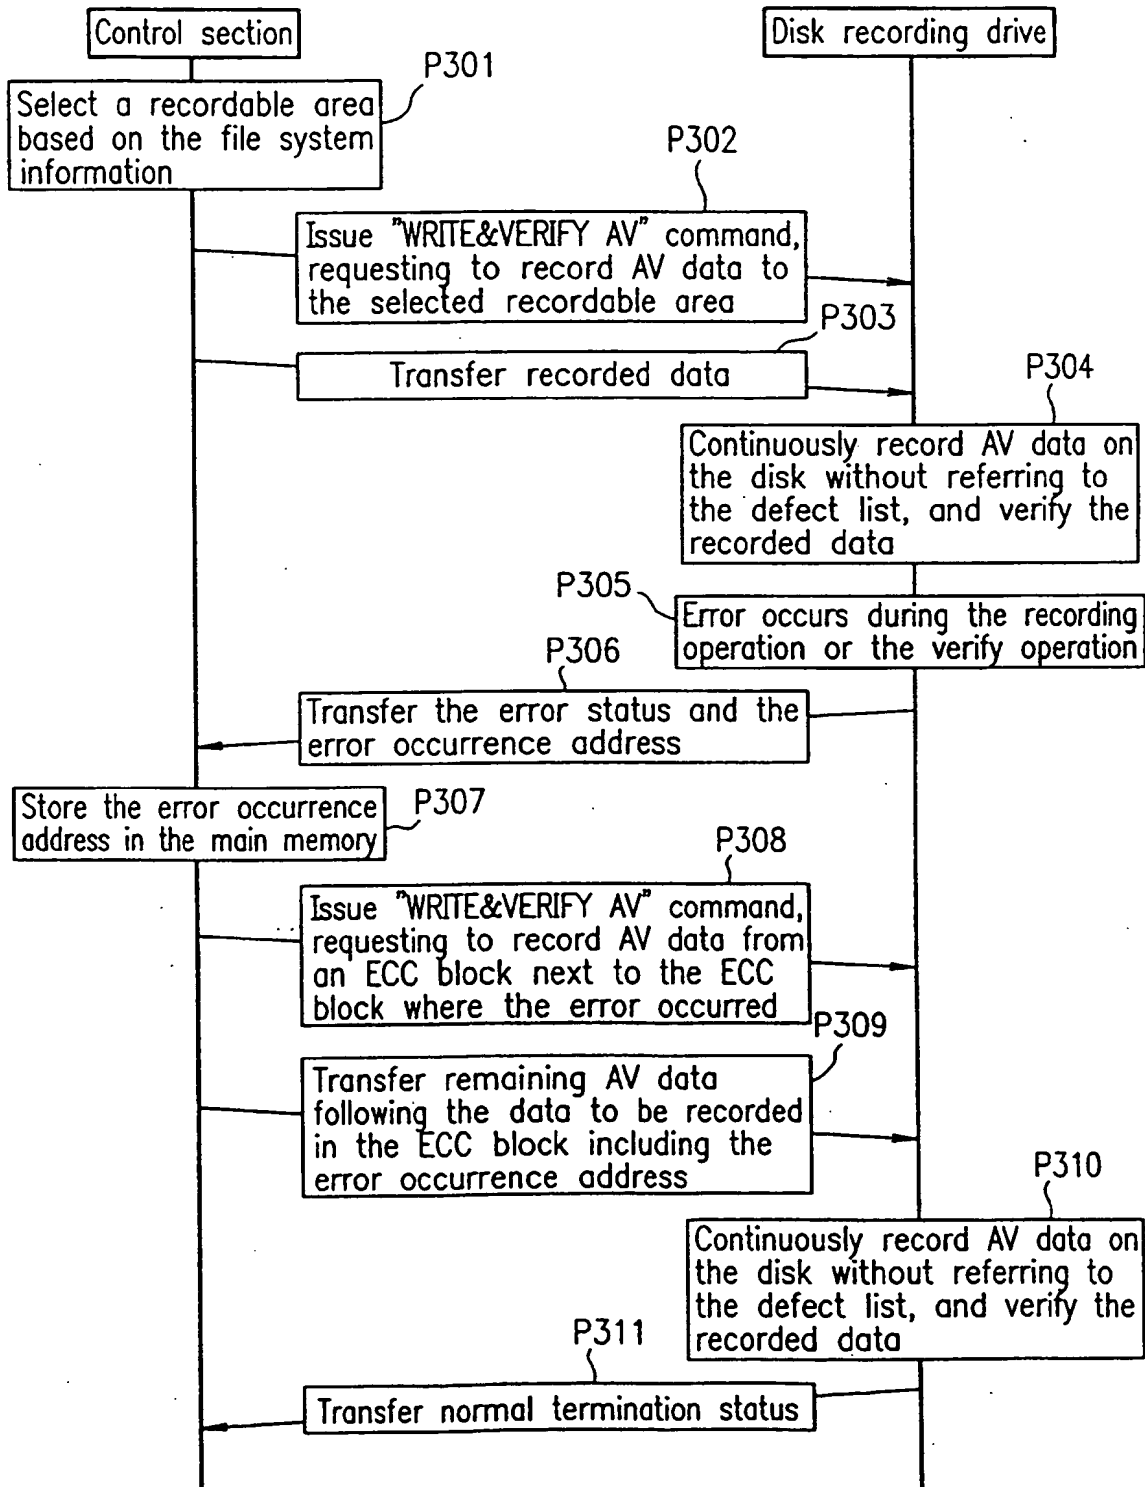 Control section
Disk recording drive
P301
Select a recordable area
based on the file system
information
P302
Issue "WRITE&VERIFY AV" command,
requesting to record AV data to
the selected recordable area
P303
Transfer recorded data
P304
Continuously record AV data on
the disk without referring to
the defect list, and verify the
recorded data
P305
Error occurs during the recording
operation or the verify operation
P306
Transfer the error status and the
error occurrence address
P307
Store the error occurrence
address in the main memory
P308
Issue "WRITE&VERIFY AV" command,
requesting to record AV data from
an ECC block next to the ECC
block where the error occurred
P309
Transfer remaining AV data
following the data to be recorded
in the ECC block including the
error occurrence address
P310
Continuously record AV data on
the disk without referring to
the defect list, and verify the
recorded data
P311
Transfer normal termination status